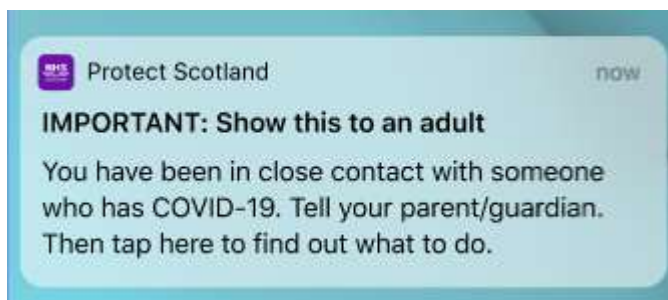 NHS
Protect Scotland
now
IMPORTANT: Show this to an adult
You have been in close contact with someone
who has COVID-19. Tell your parent/guardian.
Then tap here to find out what to do.